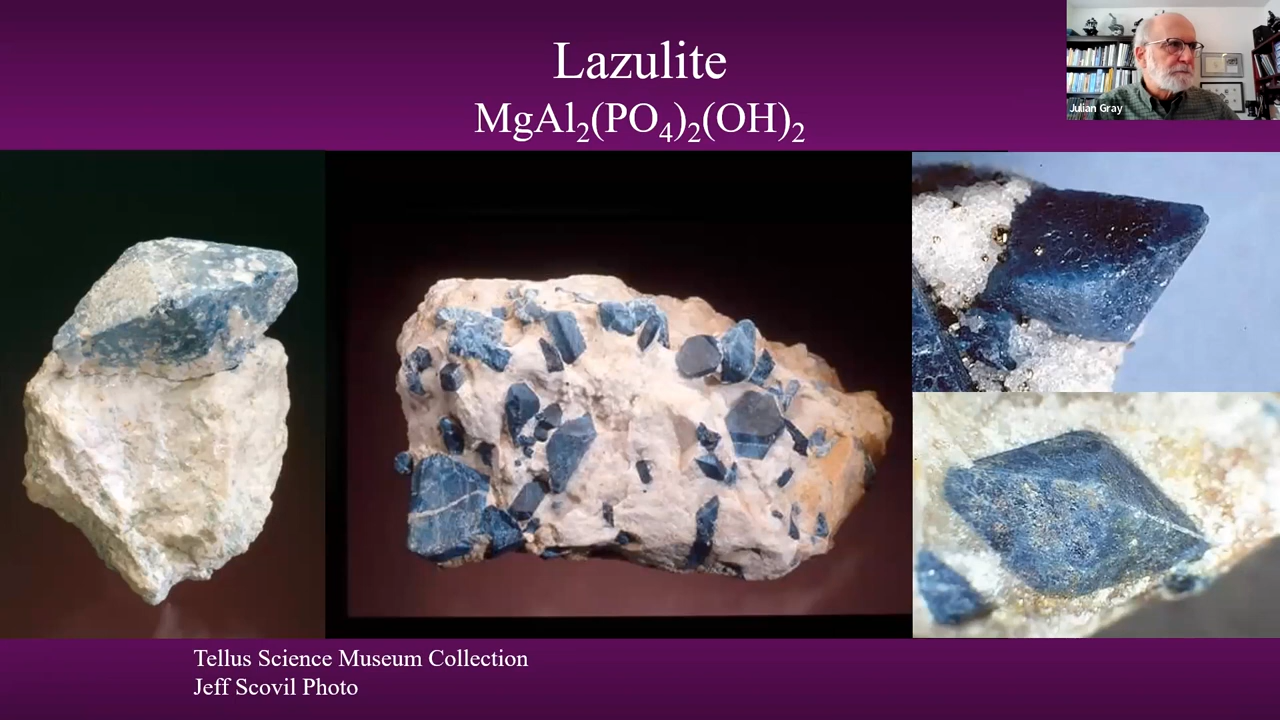 Lazulite
MgAl₂(PO₄)₂(OH)₂
Julian Gray
Tellus Science Museum Collection
Jeff Scovil Photo